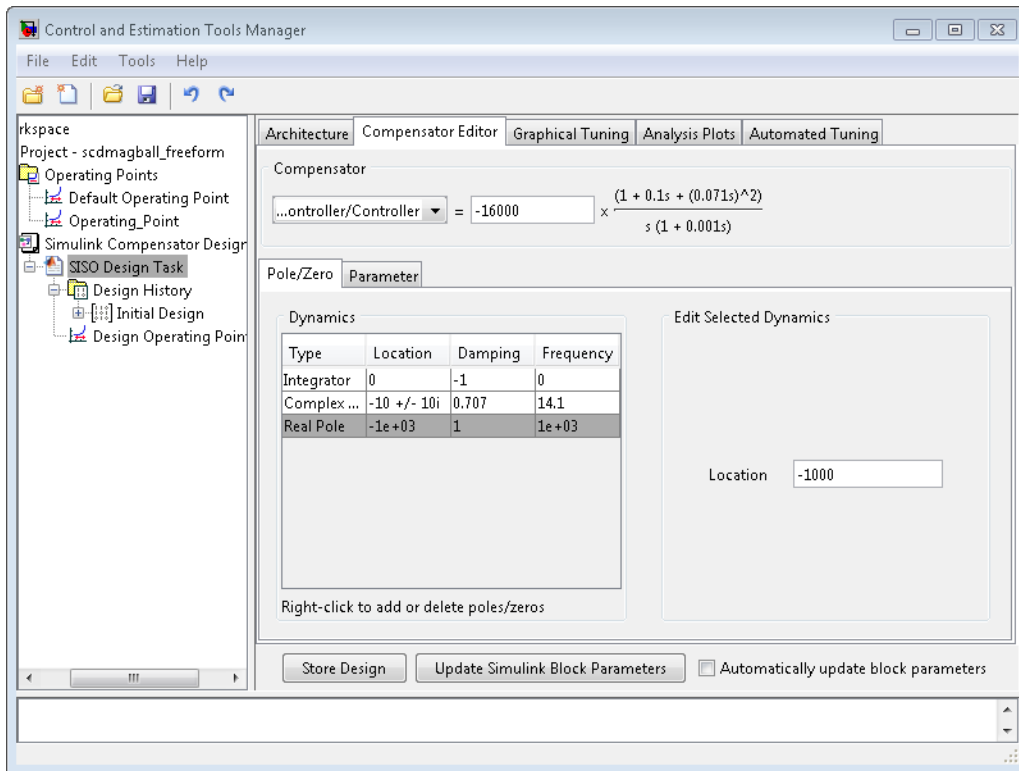 Control and Estimation Tools Manager
File Edit Tools Help
rkspace
Project - scdmagball_freeform
Operating Points
Default Operating Point
Operating_Point
Simulink Compensator Design
SISO Design Task
Design History
Initial Design
Design Operating Poin
Architecture Compensator Editor Graphical Tuning Analysis Plots Automated Tuning
Compensator
...ontroller/Controller = -16000 x (1 + 0.1s + (0.071s)^2)
s (1 + 0.001s)
Pole/Zero Parameter
Dynamics
Type Location Damping Frequency
Integrator 0 -1 0
Complex ... -10 +/- 10i 0.707 14.1
Real Pole -1e+03 1 1e+03
Right-click to add or delete poles/zeros
Edit Selected Dynamics
Location -1000
Store Design Update Simulink Block Parameters Automatically update block parameters